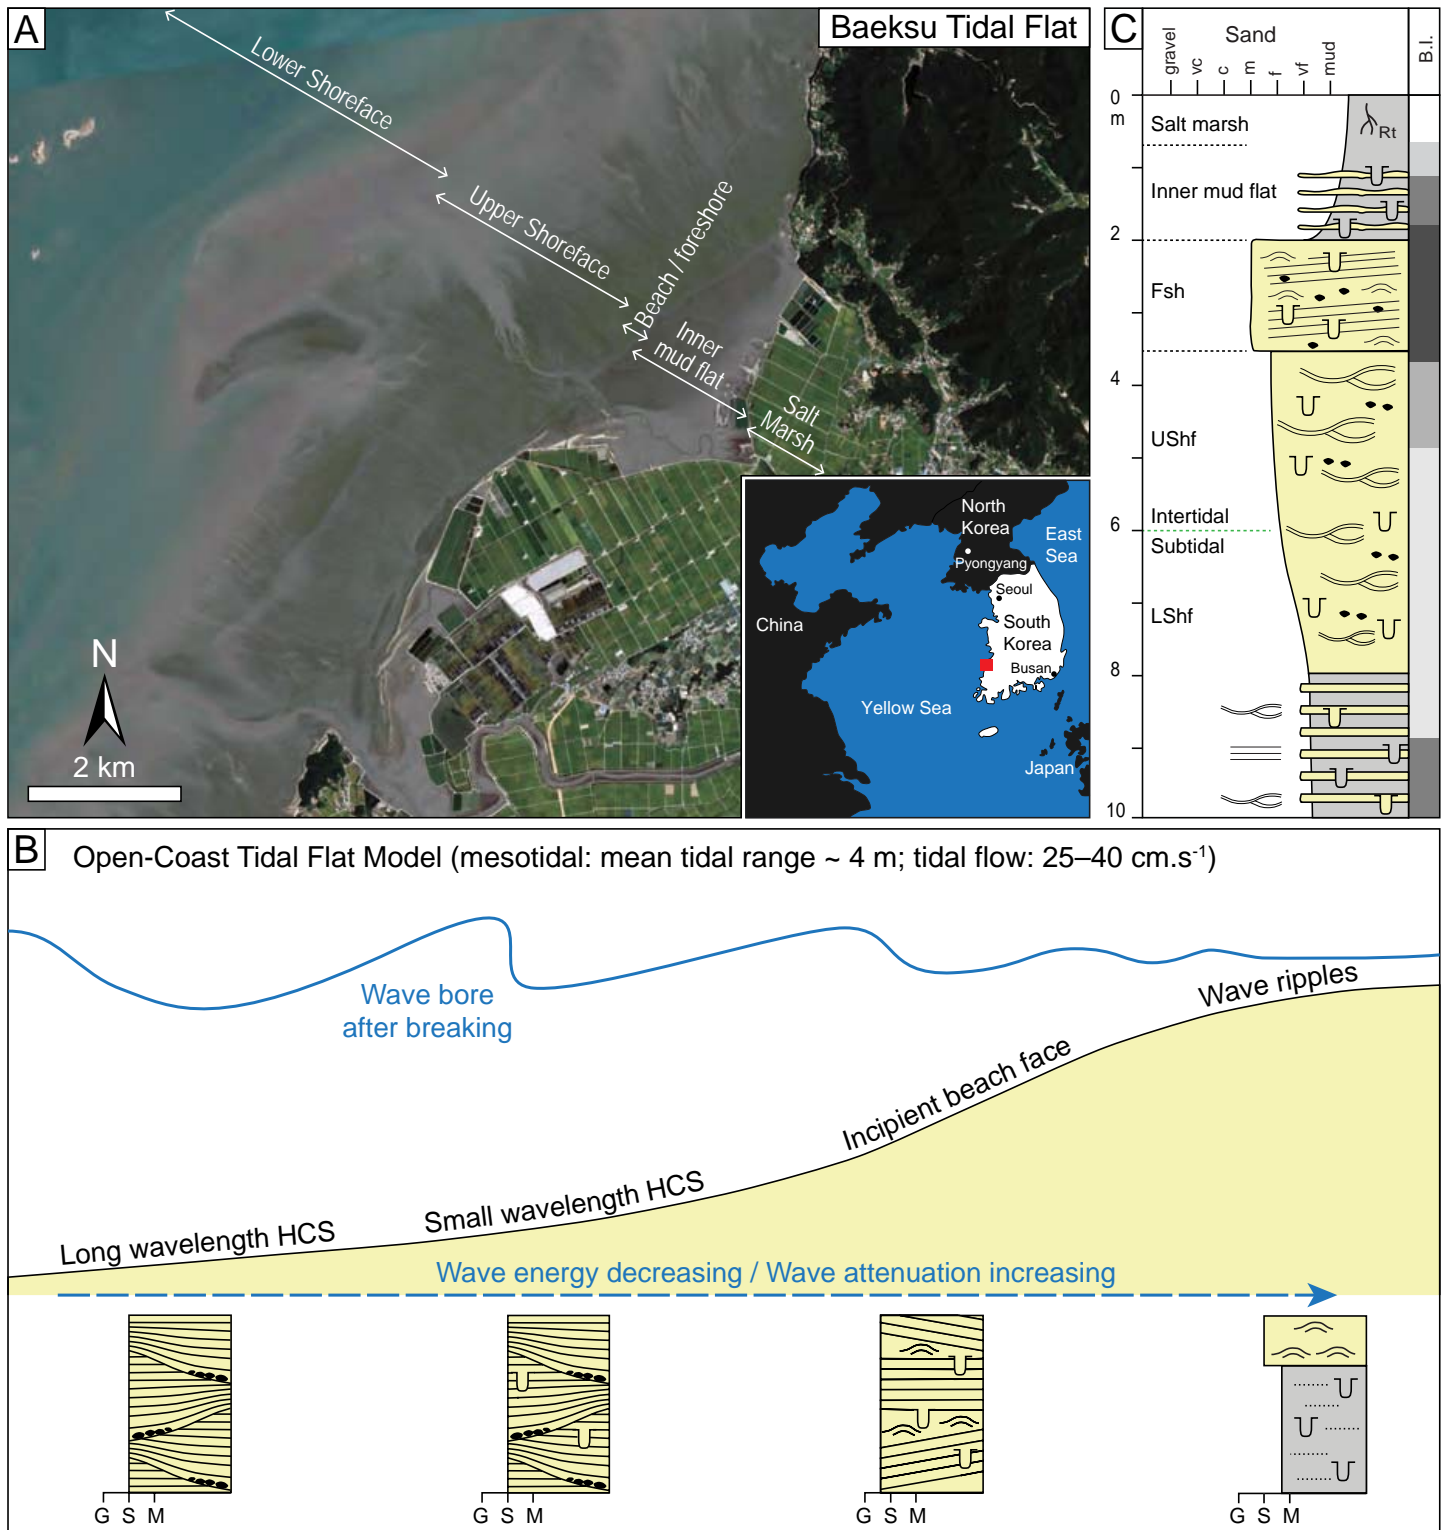 A
Baeksu Tidal Flat
Lower Shoreface
Upper Shoreface
Beach / foreshore
Inner
mud flat
Salt
Marsh
N
2 km
North
Korea
East
Sea
Pyongyang
Seoul
China
South
Korea
Busan
Yellow Sea
Japan
C
Sand
gravel
vc
c
m
f
vf
mud
B.I.
0
m
Salt marsh
Rt
Inner mud flat
2
Fsh
4
UShf
Intertidal
6
Subtidal
LShf
8
10
B
Open-Coast Tidal Flat Model (mesotidal: mean tidal range ~ 4 m; tidal flow: 25–40 cm.s⁻¹)
Wave bore
after breaking
Wave ripples
Incipient beach face
Small wavelength HCS
Long wavelength HCS
Wave energy decreasing / Wave attenuation increasing
G S M
G S M
G S M
G S M